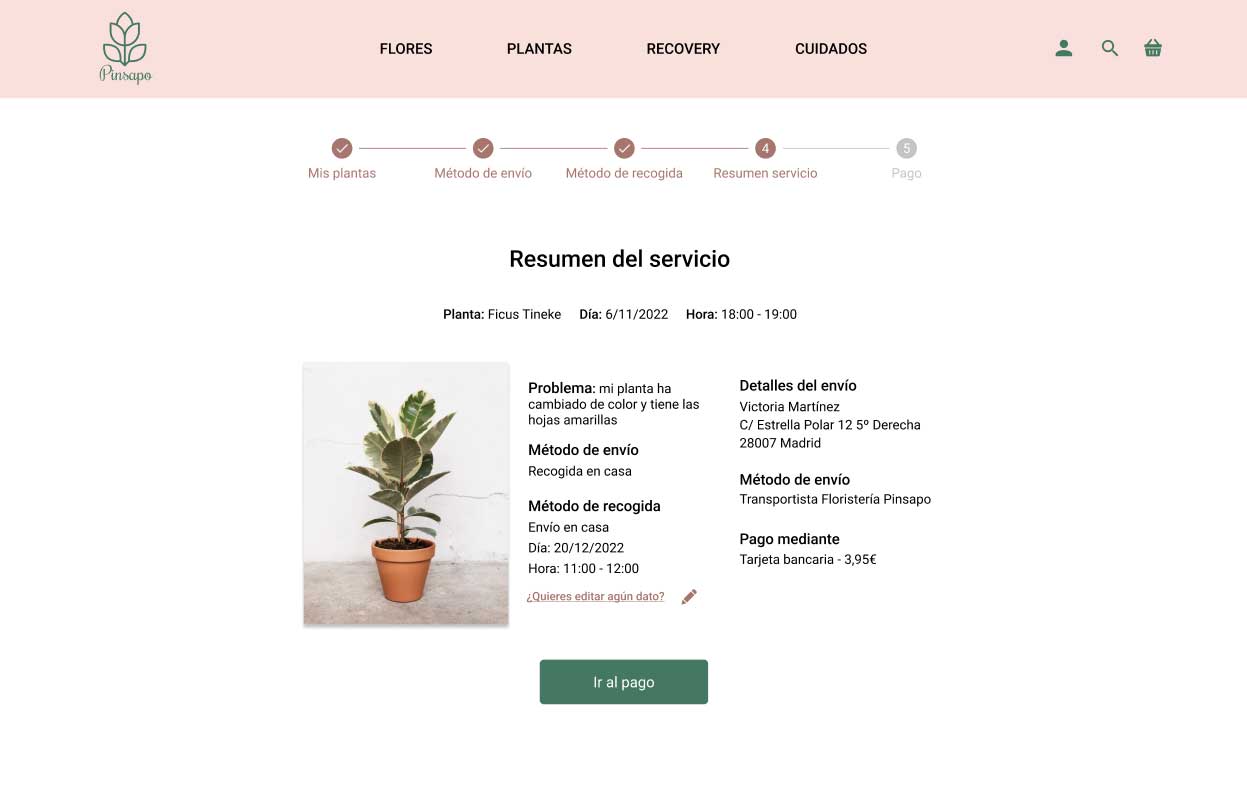 Pinsapo
FLORES
PLANTAS
RECOVERY
CUIDADOS
4
5
Mis plantas
Método de envío
Método de recogida
Resumen servicio
Pago
Resumen del servicio
Planta: Ficus Tineke Día: 6/11/2022 Hora: 18:00 - 19:00
Problema: mi planta ha
cambiado de color y tiene las
hojas amarillas
Método de envío
Recogida en casa
Método de recogida
Envío en casa
Día: 20/12/2022
Hora: 11:00 - 12:00
¿Quieres editar agún dato?
Detalles del envío
Victoria Martínez
C/ Estrella Polar 12 5º Derecha
28007 Madrid
Método de envío
Transportista Floristería Pinsapo
Pago mediante
Tarjeta bancaria - 3,95€
Ir al pago